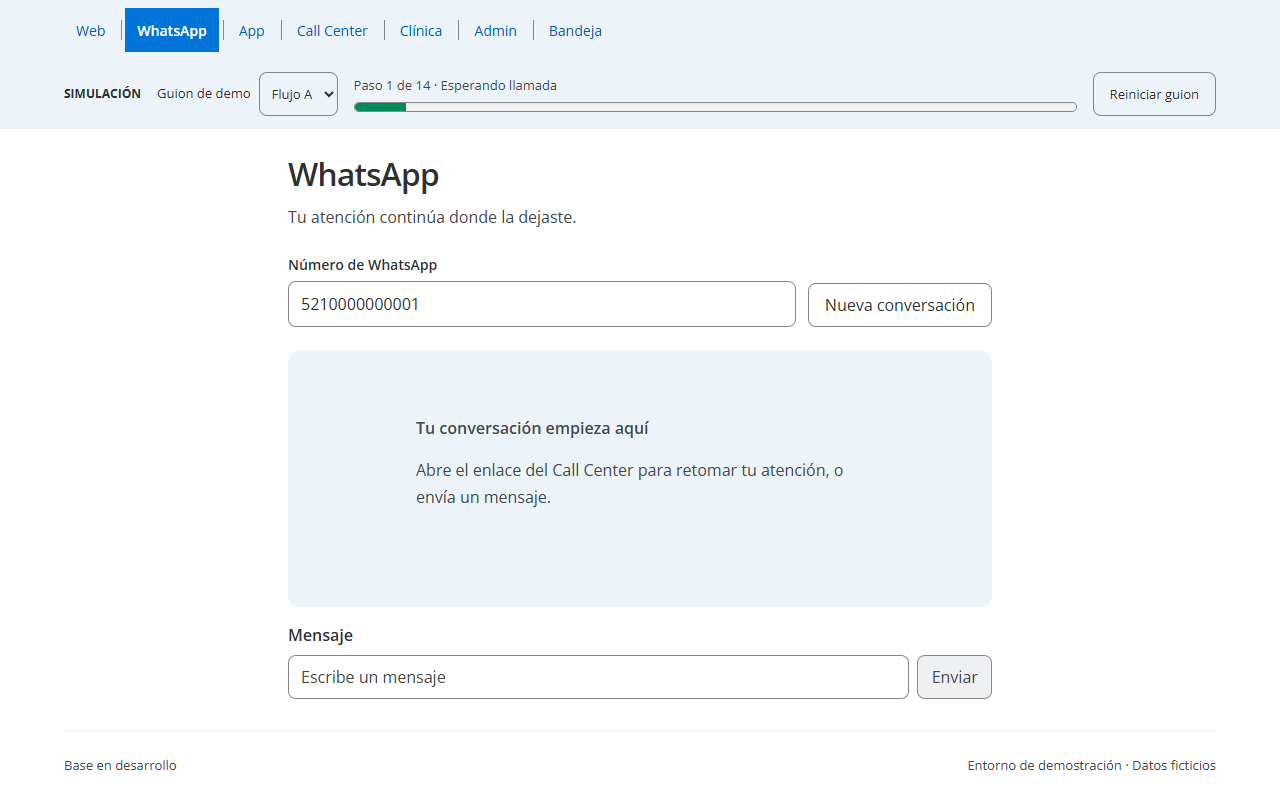 Web
WhatsApp
App
Call Center
Clínica
Admin
Bandeja
SIMULACIÓN
Guion de demo
Flujo A
Paso 1 de 14 · Esperando llamada
Reiniciar guion
WhatsApp
Tu atención continúa donde la dejaste.
Número de WhatsApp
5210000000001
Nueva conversación
Tu conversación empieza aquí
Abre el enlace del Call Center para retomar tu atención, o
envía un mensaje.
Mensaje
Escribe un mensaje
Enviar
Base en desarrollo
Entorno de demostración · Datos ficticios